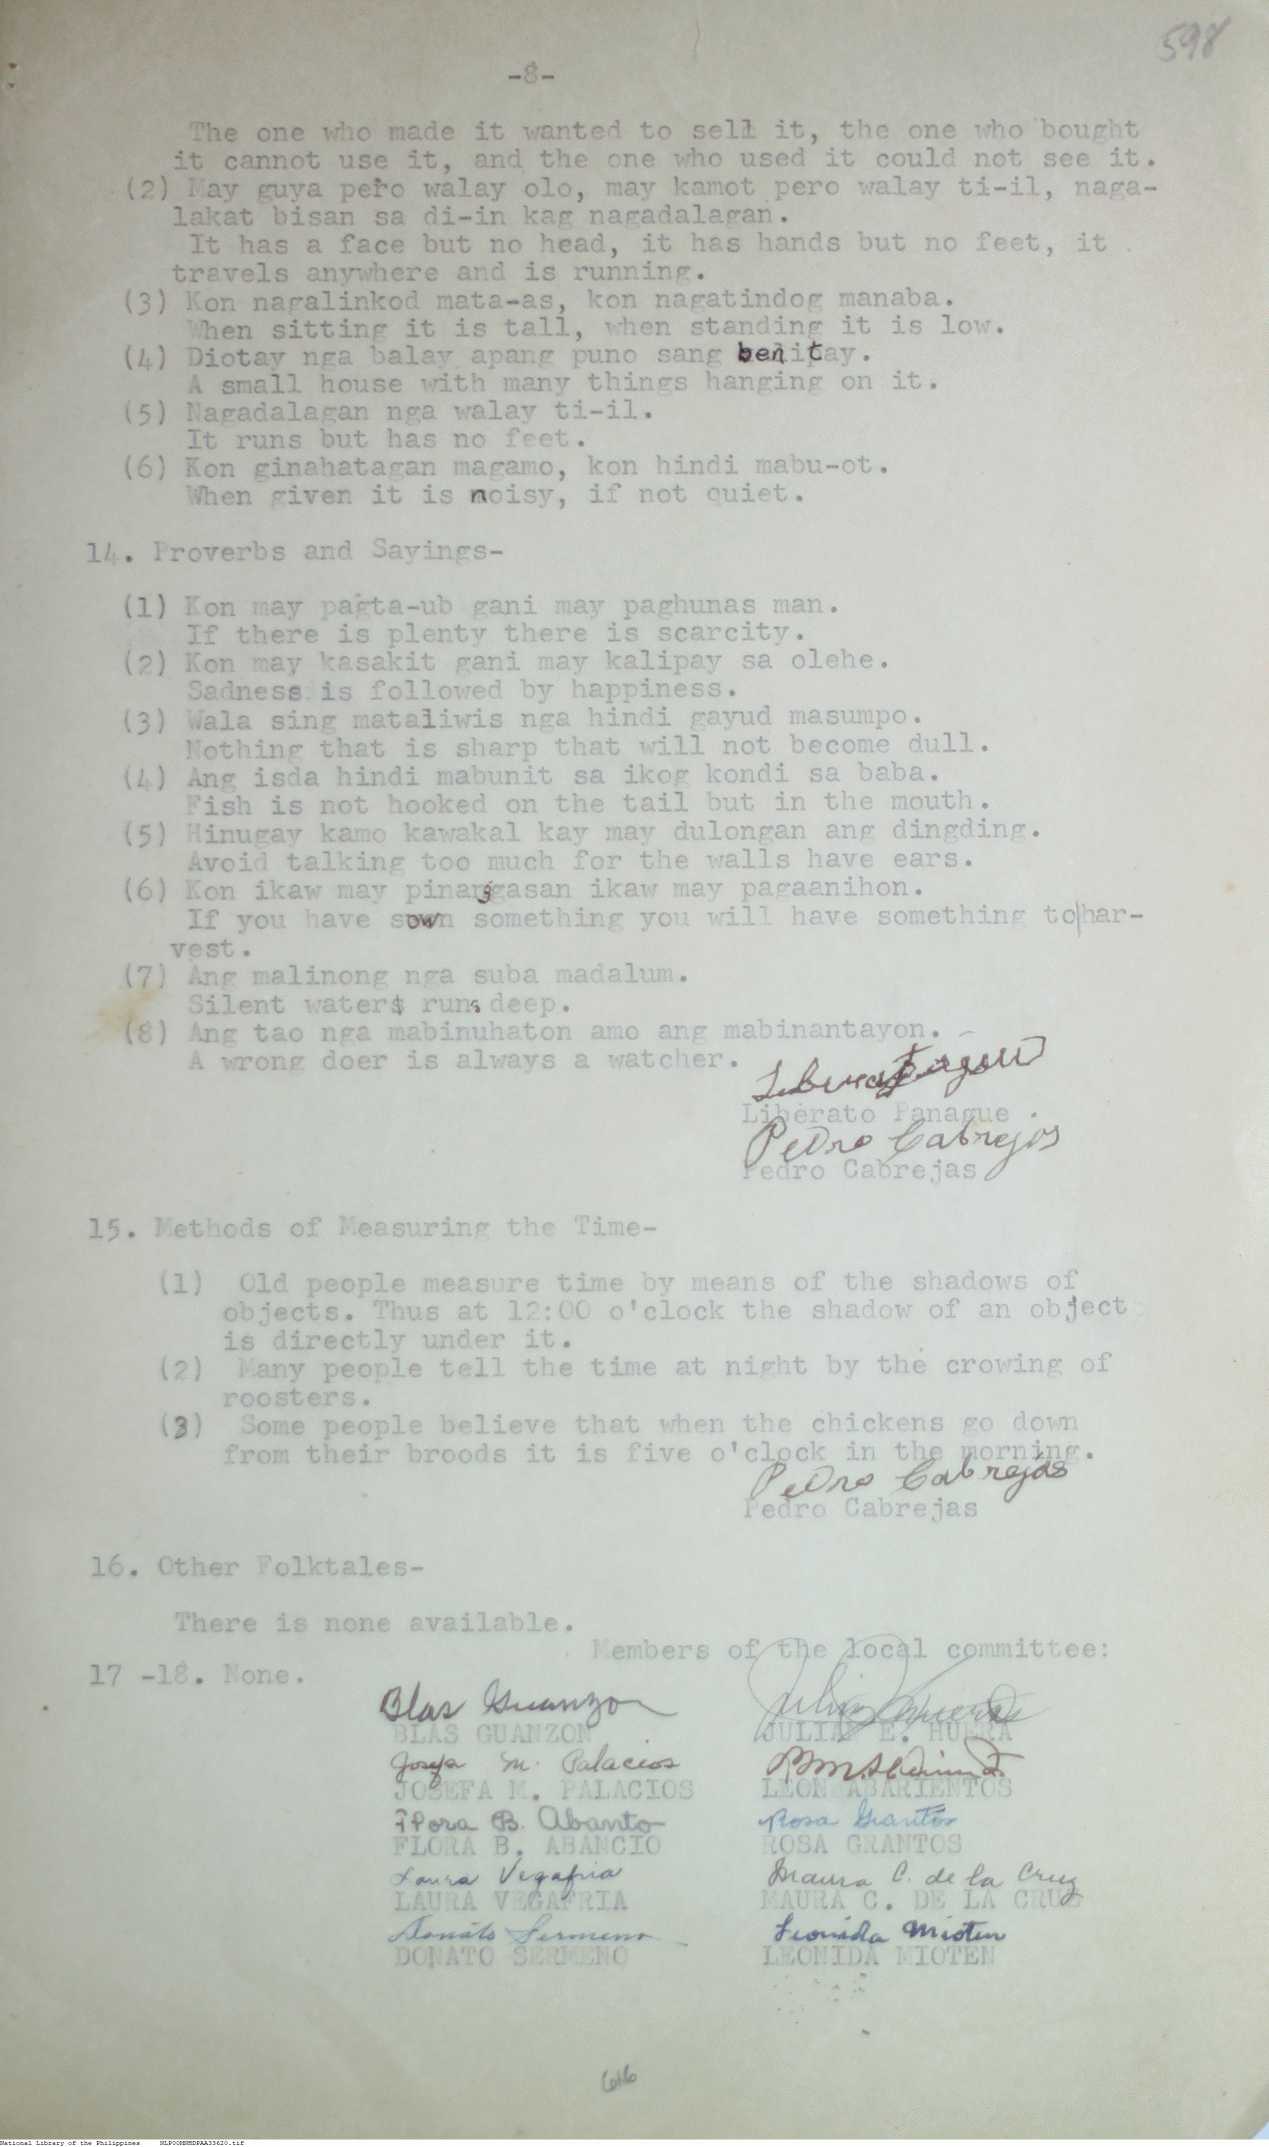 598
-8-
The one who made it wanted to sell it, the one who bought
it cannot use it, and the one who used it could not see it.
(2) May guya pero walay olo, may kamot pero walay ti-il, naga-
lakat bisan sa di-in kag nagadalagan.
It has a face but no head, it has hands but no feet, it
travels anywhere and is running.
(3) Kon nagalinkod mata-as, kon nagatindog manaba.
When sitting it is tall, when standing it is low.
(4) Diotay nga balay apang puno sang benitay.
A small house with many things hanging on it.
(5) Nagadalagan nga walay ti-il.
It runs but has no feet.
(6) Kon ginahatagan magamo, kon hindi mabu-ot.
When given it is noisy, if not quiet.
14. Proverbs and Sayings-
(1) Kon may pagta-ub gani may paghunas man.
If there is plenty there is scarcity.
(2) Kon may kasakit gani may kalipay sa olehe.
Sadness is followed by happiness.
(3) Wala sing mataliwis nga hindi gayud masumpo.
Nothing that is sharp that will not become dull.
(4) Ang isda hindi mabunit sa ikog kondi sa baba.
Fish is not hooked on the tail but in the mouth.
(5) Hinugay kamo kawakal kay may dulongan ang dingding.
Avoid talking too much for the walls have ears.
(6) Kon ikaw may pinanggasan ikaw may pagaanihon.
If you have sown something you will have something to har-
vest.
(7) Ang malinong nga suba madalum.
Silent waters runs deep.
(8) Ang tao nga mabinuhaton amo ang mabinantayon.
A wrong doer is always a watcher.
Liberato Panague
Pedro Cabrejas
Pedro Cabrejas
15. Methods of Measuring the Time-
(1) Old people measure time by means of the shadows of
objects. Thus at 12:00 o'clock the shadow of an object
is directly under it.
(2) Many people tell the time at night by the crowing of
roosters.
(3) Some people believe that when the chickens go down
from their broods it is five o'clock in the morning.
Pedro Cabrejas
Pedro Cabrejas
16. Other Folktales-
There is none available.
Members of the local committee:
17 -18. None.
Blas Guanzon
BLAS GUANZON JULIAN E. HUERA
Josefa M. Palacios
JOSEFA M. PALACIOS LEON ABARIENTOS
Flora B. Abanto Rosa Grantos
FLORA B. ABANCIO ROSA GRANTOS
Laura Vegafria Maura C. de la Cruz
LAURA VEGAFRIA MAURA C. DE LA CRUZ
Donato Sermeno Leonida Mioten
DONATO SERMENO LEONIDA MIOTEN
616
National Library of the Philippines